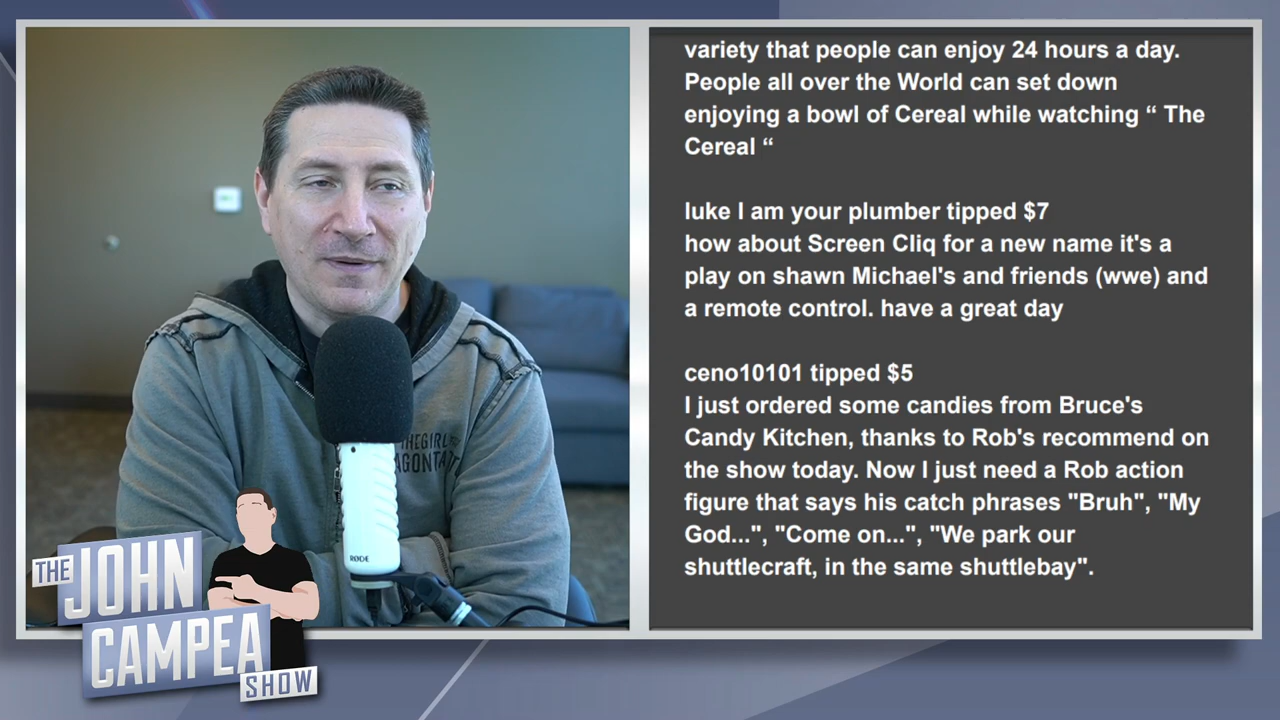 variety that people can enjoy 24 hours a day.
People all over the World can set down
enjoying a bowl of Cereal while watching “ The
Cereal “
luke I am your plumber tipped $7
how about Screen Cliq for a new name it's a
play on shawn Michael's and friends (wwe) and
a remote control. have a great day
ceno10101 tipped $5
I just ordered some candies from Bruce's
Candy Kitchen, thanks to Rob's recommend on
the show today. Now I just need a Rob action
figure that says his catch phrases "Bruh", "My
God...", "Come on...", "We park our
shuttlecraft, in the same shuttlebay".
RØDE
THE
JOHN
CAMPEA
SHOW